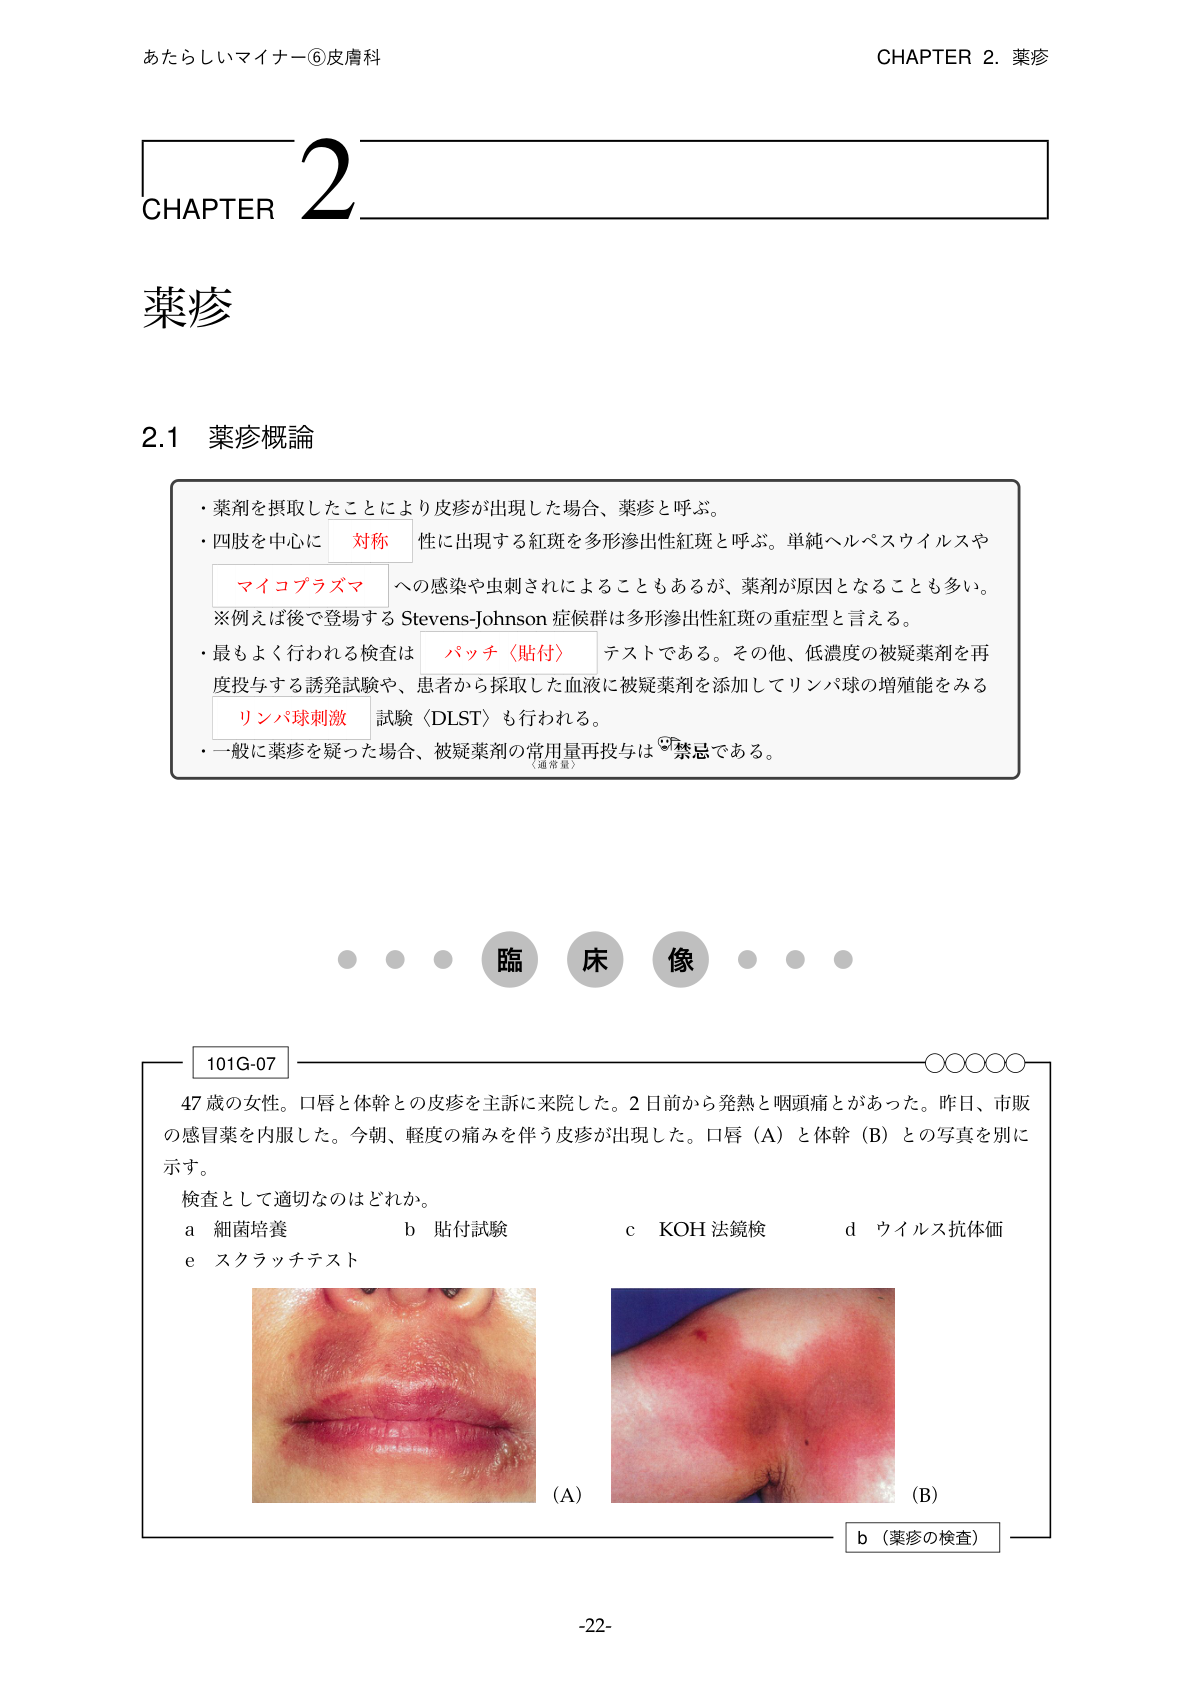 あたらしいマイナー⑥皮膚科 CHAPTER 2. 薬疹
CHAPTER 2
薬疹
2.1 薬疹概論
・薬剤を摂取したことにより皮疹が出現した場合、薬疹と呼ぶ。
・四肢を中心に 対称 性に出現する紅斑を多形滲出性紅斑と呼ぶ。単純ヘルペスウイルスや
マイコプラズマ への感染や虫刺されによることもあるが、薬剤が原因となることも多い。
※例えば後で登場する Stevens-Johnson 症候群は多形滲出性紅斑の重症型と言える。
・最もよく行われる検査は パッチ〈貼付〉 テストである。その他、低濃度の被疑薬剤を再
度投与する誘発試験や、患者から採取した血液に被疑薬剤を添加してリンパ球の増殖能をみる
リンパ球刺激 試験〈DLST〉も行われる。
・一般に薬疹を疑った場合、被疑薬剤の常用量再投与は禁忌である。
〈通常量〉
臨床像
101G-07
47 歳の女性。口唇と体幹との皮疹を主訴に来院した。2 日前から発熱と咽頭痛とがあった。昨日、市販
の感冒薬を内服した。今朝、軽度の痛みを伴う皮疹が出現した。口唇（A）と体幹（B）との写真を別に
示す。
検査として適切なのはどれか。
a 細菌培養 b 貼付試験 c KOH 法鏡検 d ウイルス抗体価
e スクラッチテスト
（A） （B）
b （薬疹の検査）
-22-